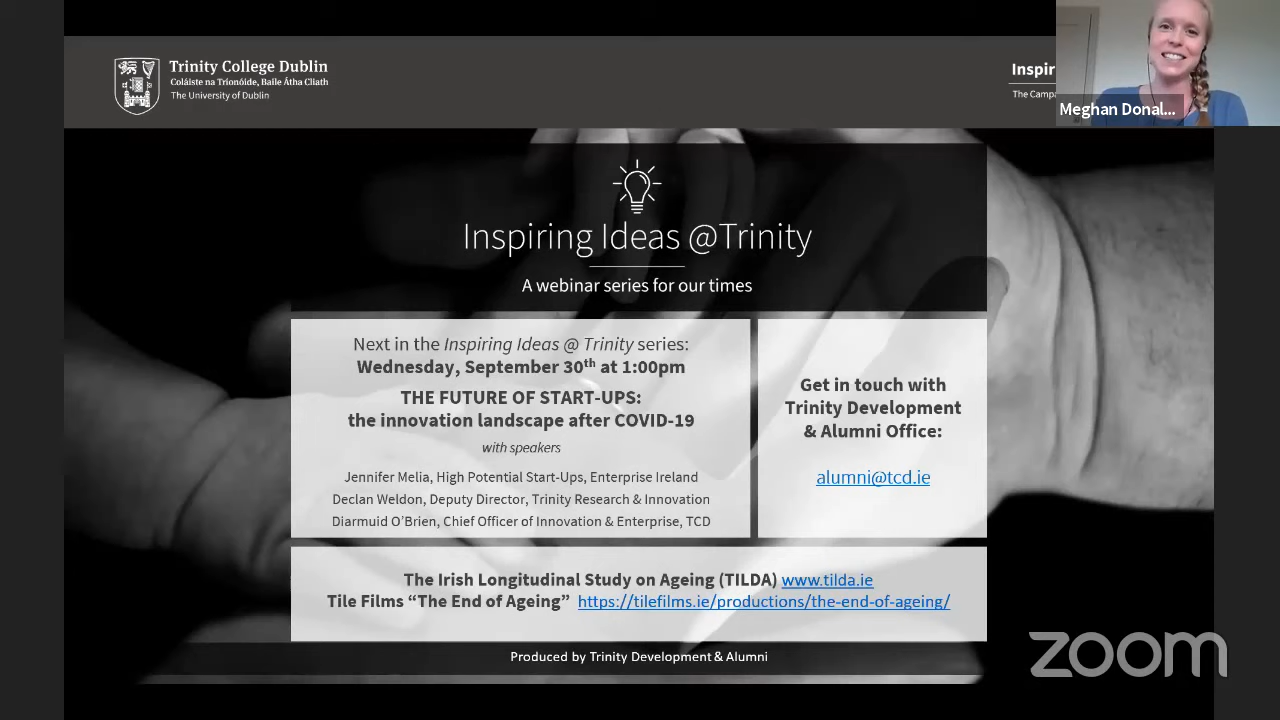 Trinity College Dublin
Coláiste na Tríonóide, Baile Átha Cliath
The University of Dublin
Inspir
The Campa
Meghan Donal...
Inspiring Ideas @Trinity
A webinar series for our times
Next in the Inspiring Ideas @ Trinity series:
Wednesday, September 30th at 1:00pm
THE FUTURE OF START-UPS:
the innovation landscape after COVID-19
with speakers
Jennifer Melia, High Potential Start-Ups, Enterprise Ireland
Declan Weldon, Deputy Director, Trinity Research & Innovation
Diarmuid O'Brien, Chief Officer of Innovation & Enterprise, TCD
Get in touch with
Trinity Development
& Alumni Office:
alumni@tcd.ie
The Irish Longitudinal Study on Ageing (TILDA) www.tilda.ie
Tile Films “The End of Ageing” https://tilefilms.ie/productions/the-end-of-ageing/
Produced by Trinity Development & Alumni
zoom